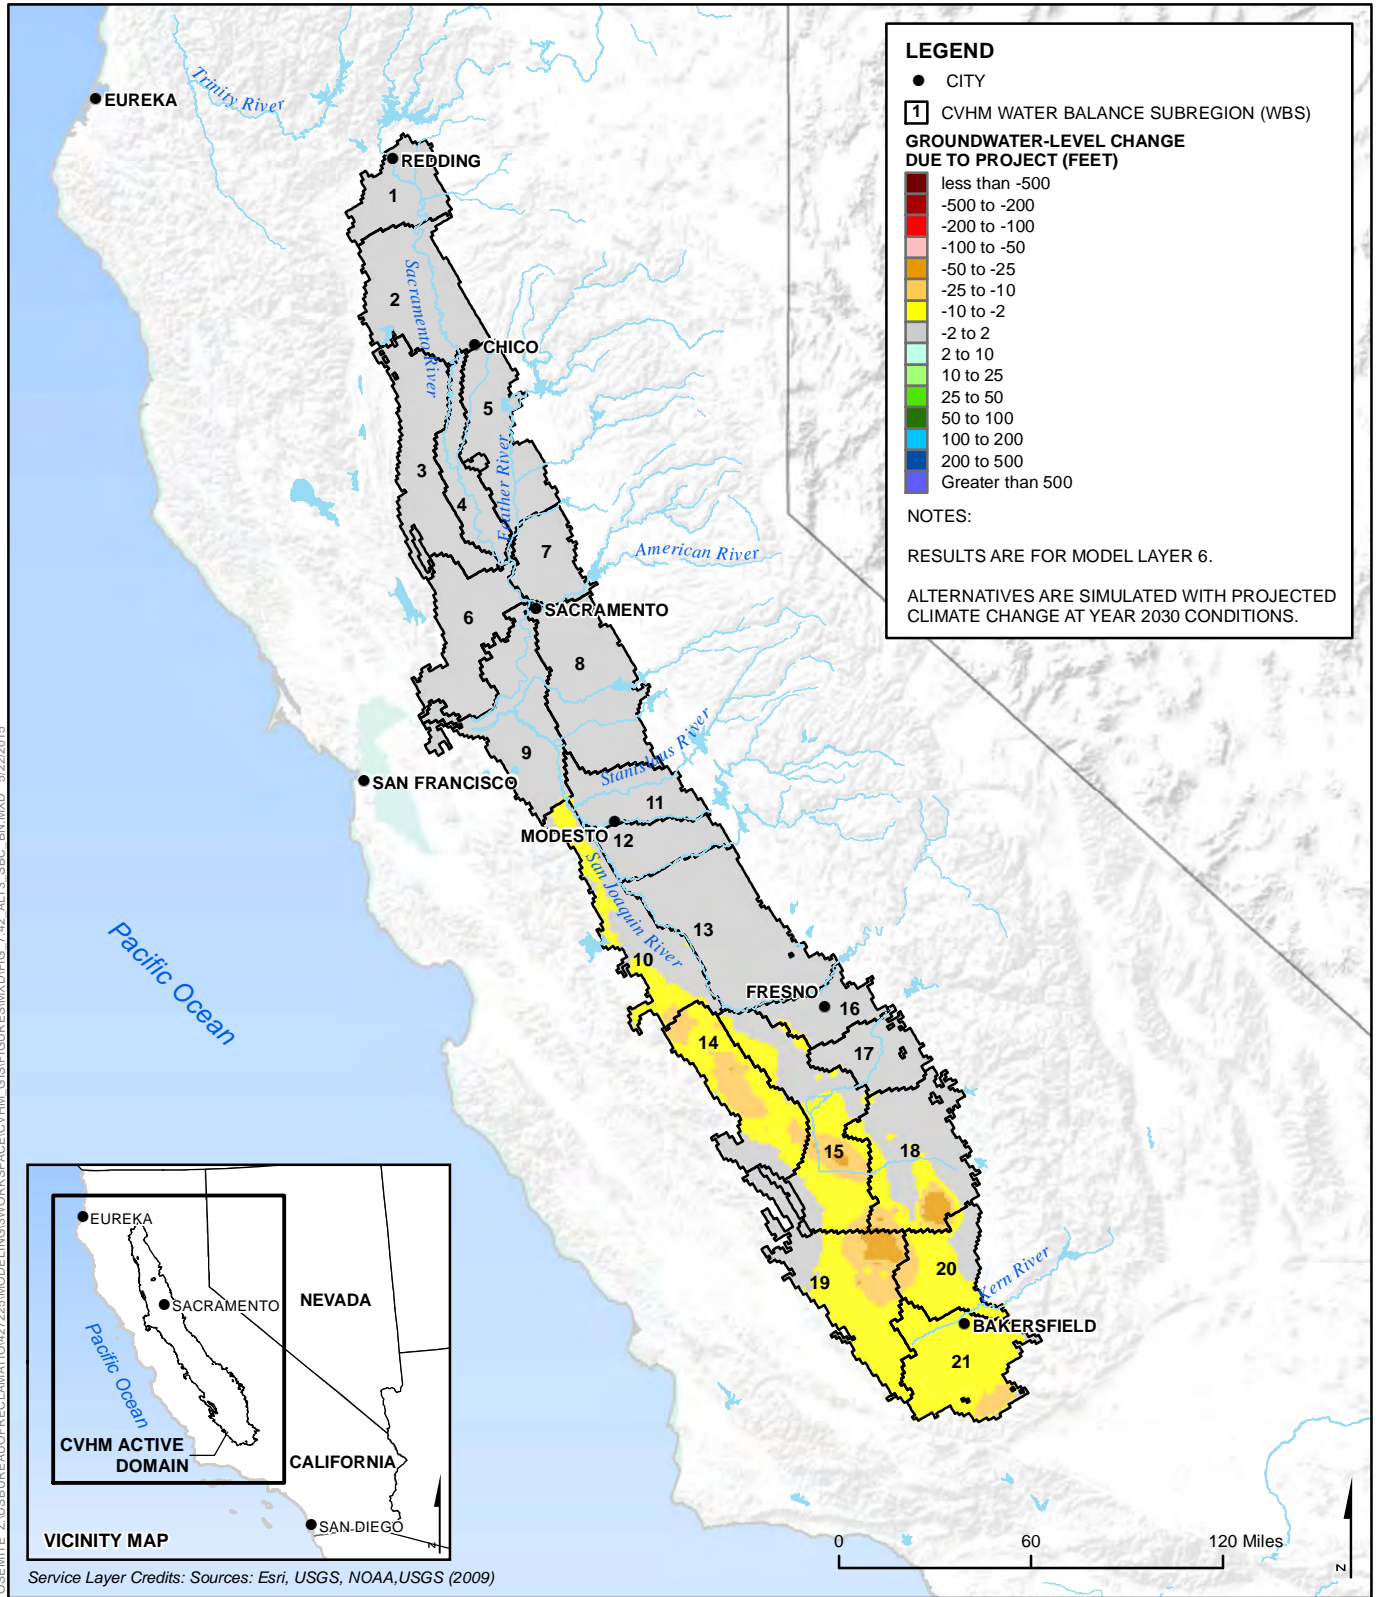 LEGEND
CITY
1 CVHM WATER BALANCE SUBREGION (WBS)
GROUNDWATER-LEVEL CHANGE
DUE TO PROJECT (FEET)
less than -500
-500 to -200
-200 to -100
-100 to -50
-50 to -25
-25 to -10
-10 to -2
-2 to 2
2 to 10
10 to 25
25 to 50
50 to 100
100 to 200
200 to 500
Greater than 500
NOTES:
RESULTS ARE FOR MODEL LAYER 6.
ALTERNATIVES ARE SIMULATED WITH PROJECTED
CLIMATE CHANGE AT YEAR 2030 CONDITIONS.
Trinity River
EUREKA
REDDING
1
2
Sacramento River
CHICO
5
3
4
Feather River
7
American River
6
SACRAMENTO
8
9
Stanislaus River
SAN FRANCISCO
11
MODESTO
12
San Joaquin River
13
10
Pacific Ocean
FRESNO
16
14
17
15
18
19
20
Kern River
BAKERSFIELD
21
EUREKA
SACRAMENTO
NEVADA
Pacific Ocean
CVHM ACTIVE
DOMAIN
CALIFORNIA
SAN DIEGO
VICINITY MAP
Z
0
60
120 Miles
Z
Service Layer Credits: Sources: Esri, USGS, NOAA,USGS (2009)